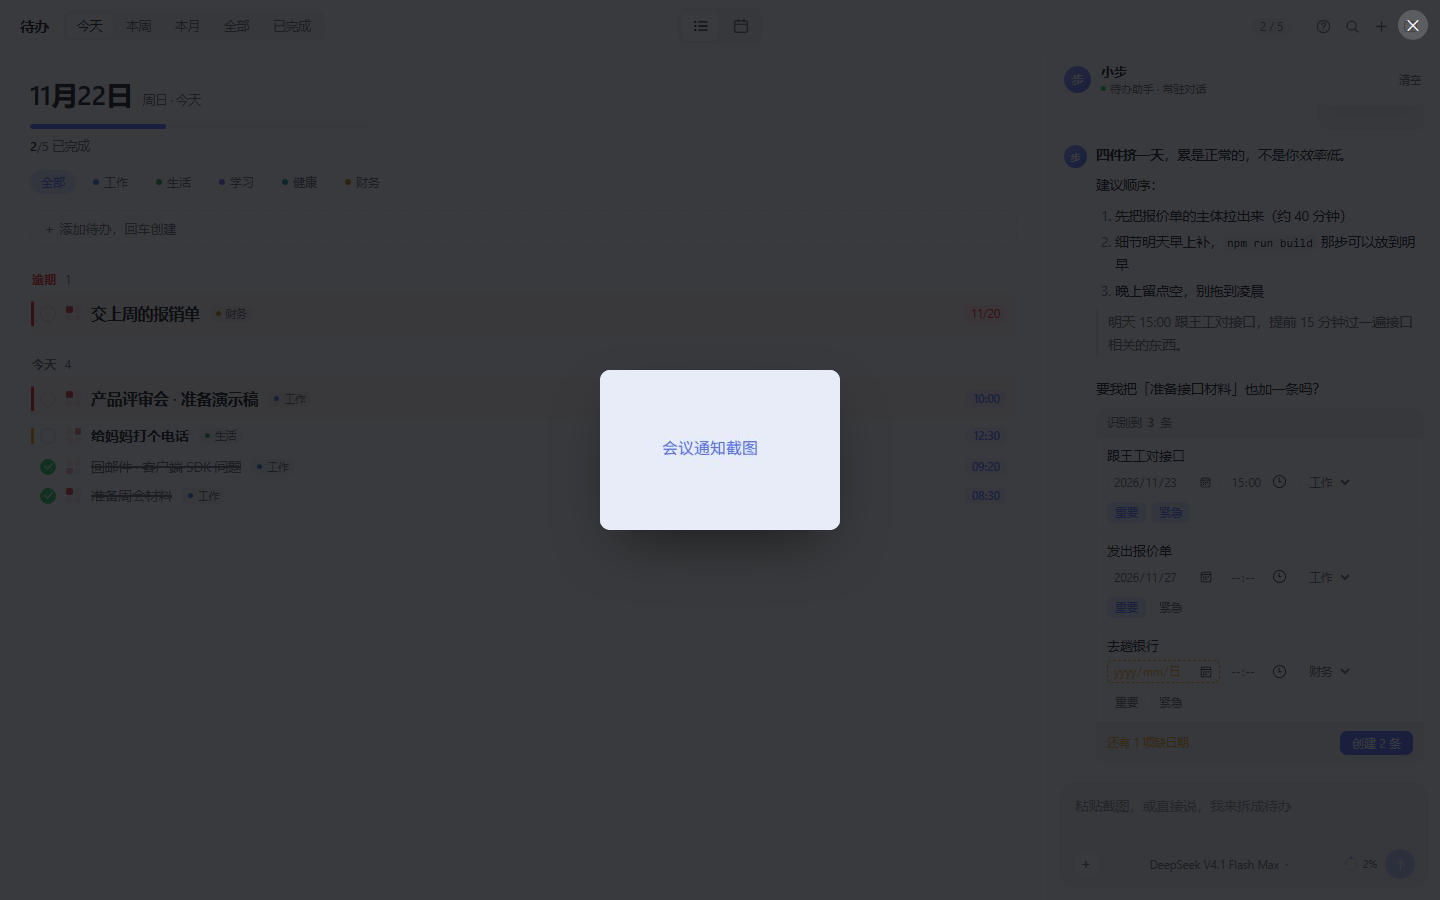 待办 今天 本周 本月 全部 已完成 2 / 5
11月22日 周日 · 今天
2/5 已完成
全部 工作 生活 学习 健康 财务
+ 添加待办，回车创建
逾期 1
交上周的报销单 财务 11/20
今天 4
产品评审会 · 准备演示稿 工作 10:00
给妈妈打个电话 生活 12:30
回邮件 · 客户端 SDK 问题 工作 09:20
准备周会材料 工作 08:30
会议通知截图
步 小步
待办助手 · 常驻对话
清空
步 四件挤一天，累是正常的，不是你效率低。
建议顺序：
1. 先把报价单的主体拉出来（约 40 分钟）
2. 细节明天早上补，npm run build 那步可以放到明
早
3. 晚上留点空，别拖到凌晨
明天 15:00 跟王工对接口，提前 15 分钟过一遍接口
相关的东西。
要我把「准备接口材料」也加一条吗？
识别到 3 条
跟王工对接口
2026/11/23 15:00 工作
重要 紧急
发出报价单
2026/11/27 --:-- 工作
重要 紧急
去趟银行
yyyy/mm/日 --:-- 财务
重要 紧急
还有 1 项缺日期 创建 2 条
粘贴截图，或直接说，我来拆成待办
+ DeepSeek V4.1 Flash Max 2%